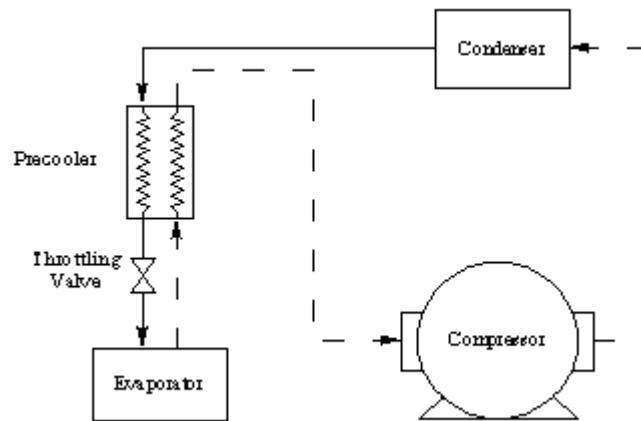 Condenser
Precooler
Throttling
Valve
Compressor
Evaporator